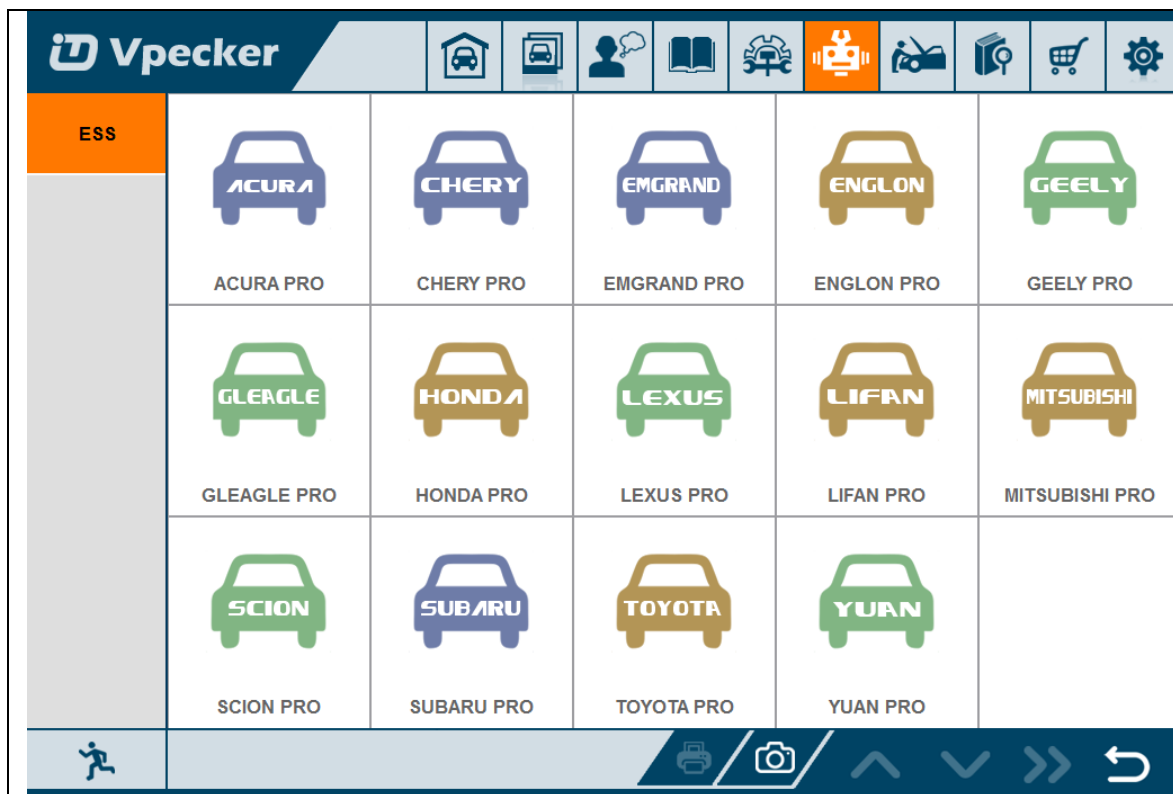 Vpecker
ESS
ACURA
CHERY
EMGRAND
ENGLON
GEELY
ACURA PRO
CHERY PRO
EMGRAND PRO
ENGLON PRO
GEELY PRO
GLEAGLE
HONDA
LEXUS
LIFAN
MITSUBISHI
GLEAGLE PRO
HONDA PRO
LEXUS PRO
LIFAN PRO
MITSUBISHI PRO
SCION
SUBARU
TOYOTA
YUAN
SCION PRO
SUBARU PRO
TOYOTA PRO
YUAN PRO